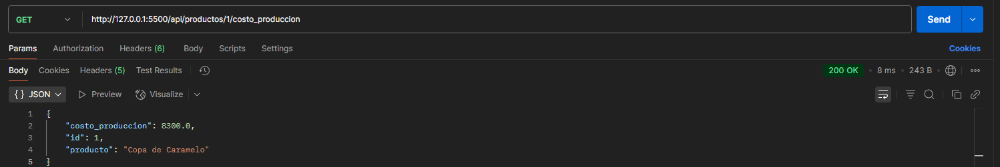 GET http://127.0.0.1:5500/api/productos/1/costo_produccion Send
Params Authorization Headers (6) Body Scripts Settings Cookies
Body Cookies Headers (5) Test Results 200 OK • 8 ms • 243 B •
{} JSON Preview Visualize
1 {
2 "costo_produccion": 8300.0,
3 "id": 1,
4 "producto": "Copa de Caramelo"
5 }